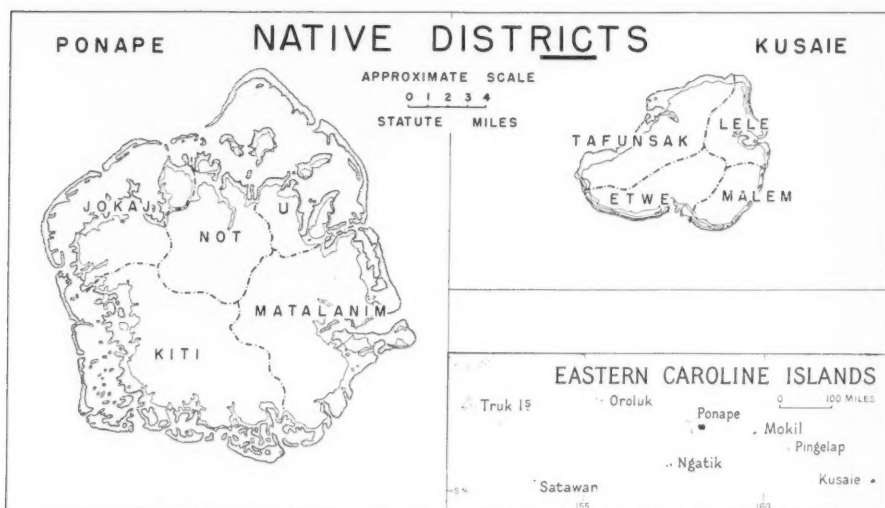 PONAPE
NATIVE DISTRICTS
KUSAIE
APPROXIMATE SCALE
0 1 2 3 4
STATUTE MILES
JOKAJ
NOT
U
MATALANIM
KITI
TAFUNSAK
LELE
ETWE
MALEM
EASTERN CAROLINE ISLANDS
0 100 MILES
Truk Is
Oroluk
Ponape
Mokil
Pingelap
Ngatik
Kusaie
Satawan
5 N.
155
160